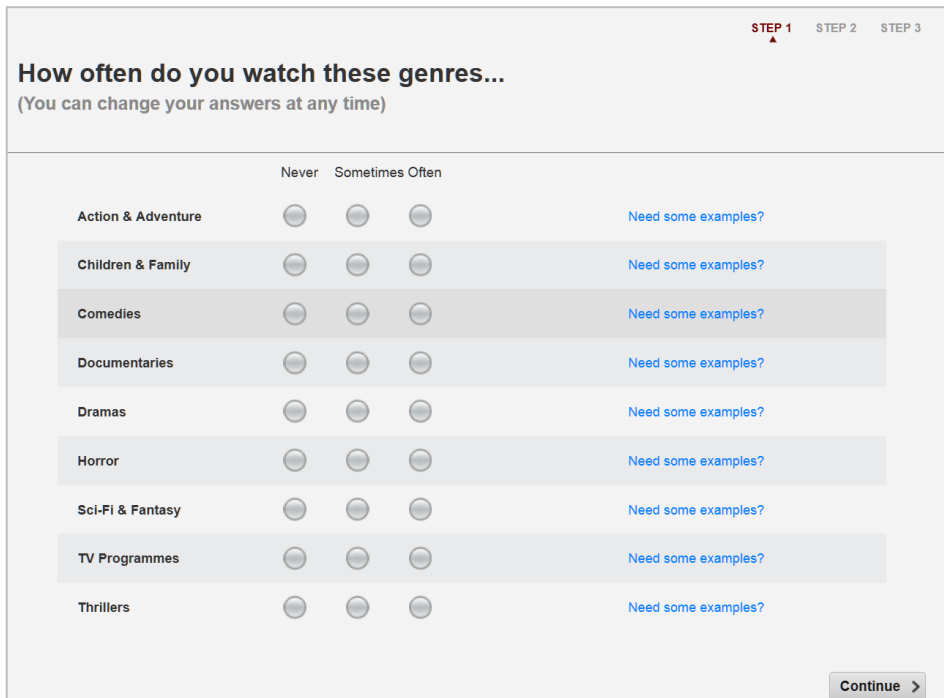 STEP 1 STEP 2 STEP 3
How often do you watch these genres...
(You can change your answers at any time)
Never Sometimes Often
Action & Adventure Need some examples?
Children & Family Need some examples?
Comedies Need some examples?
Documentaries Need some examples?
Dramas Need some examples?
Horror Need some examples?
Sci-Fi & Fantasy Need some examples?
TV Programmes Need some examples?
Thrillers Need some examples?
Continue